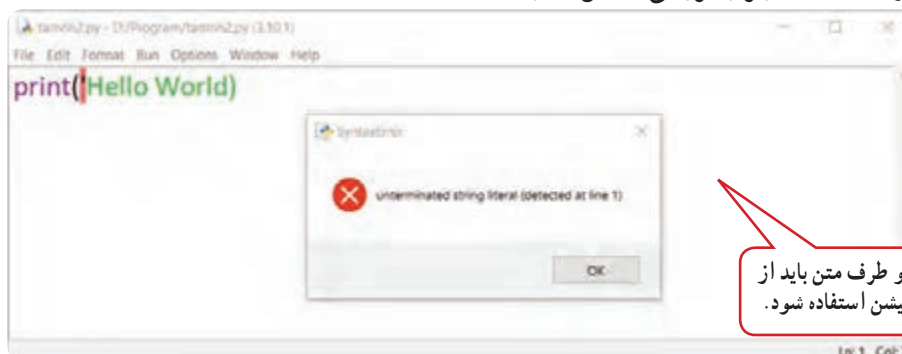 tamrin2.py - D:/Program/tamrin2.py (3.10.1)
File Edit Format Run Options Window Help
print('Hello World)
SyntaxError
unterminated string literal (detected at line 1)
OK
و طرف متن باید از
یشن استفاده شود.
Ln: 1 Col: